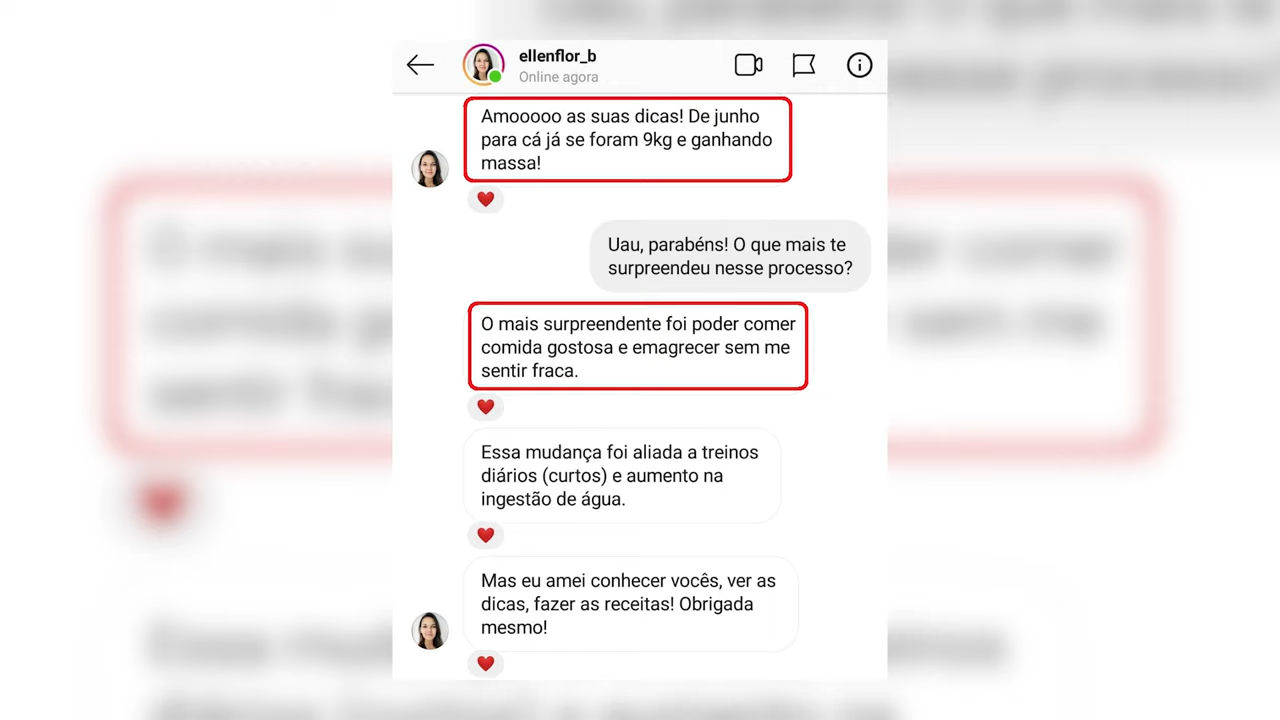 ellenflor_b
Online agora
Amooooo as suas dicas! De junho
para cá já se foram 9kg e ganhando
massa!
Uau, parabéns! O que mais te
surpreendeu nesse processo?
O mais surpreendente foi poder comer
comida gostosa e emagrecer sem me
sentir fraca.
Essa mudança foi aliada a treinos
diários (curtos) e aumento na
ingestão de água.
Mas eu amei conhecer vocês, ver as
dicas, fazer as receitas! Obrigada
mesmo!